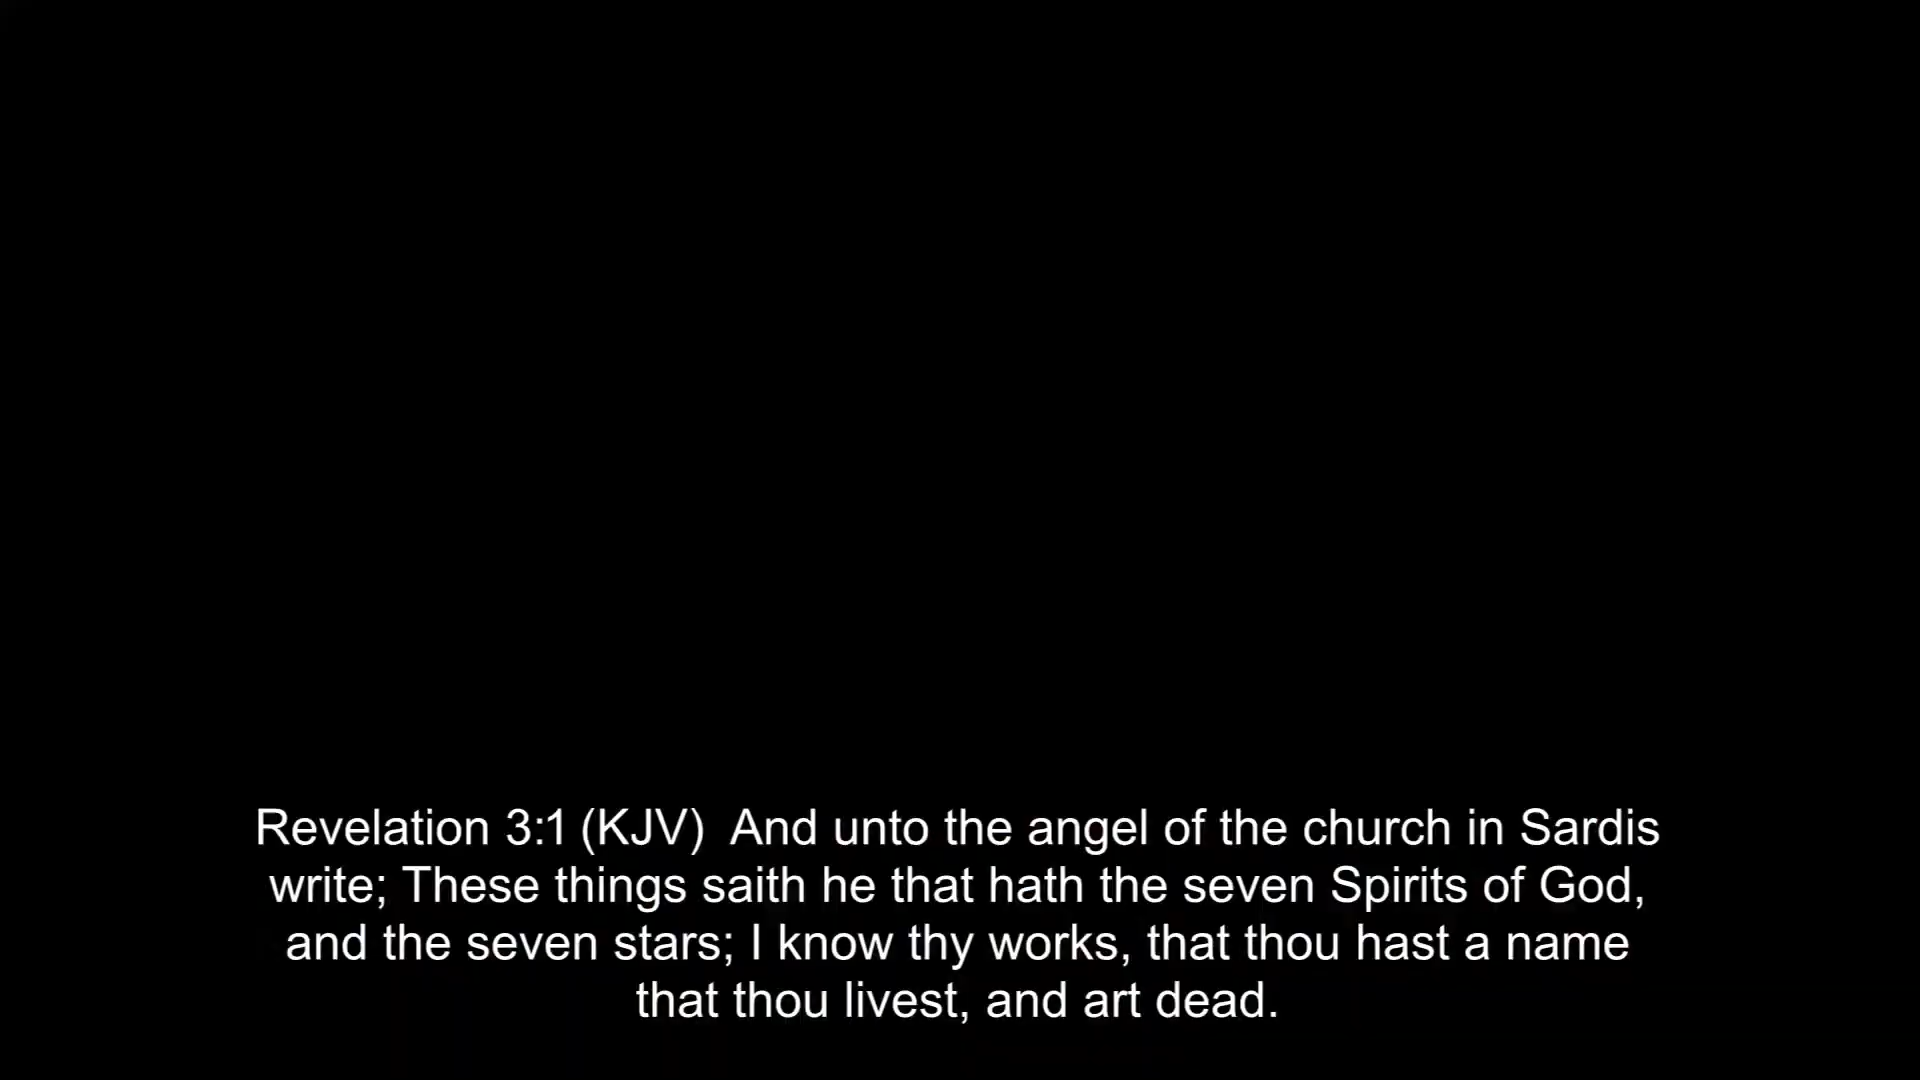 Revelation 3:1 (KJV)  And unto the angel of the church in Sardis
write; These things saith he that hath the seven Spirits of God,
and the seven stars; I know thy works, that thou hast a name
that thou livest, and art dead.